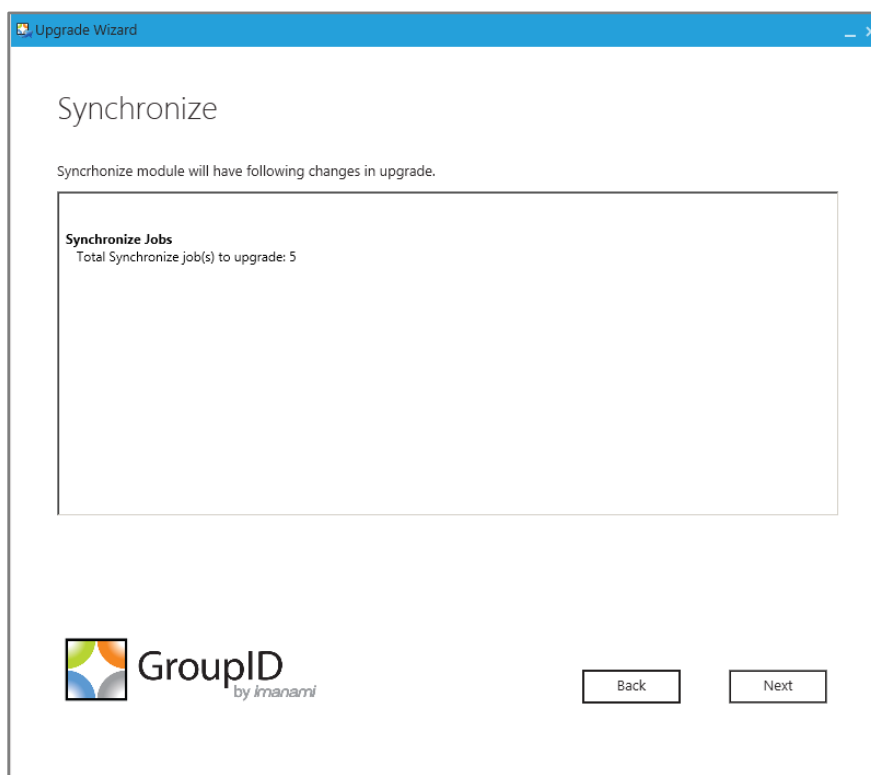 Upgrade Wizard
Synchronize
Syncrhonize module will have following changes in upgrade.
Synchronize Jobs
Total Synchronize job(s) to upgrade: 5
GroupID
by imanami
Back
Next